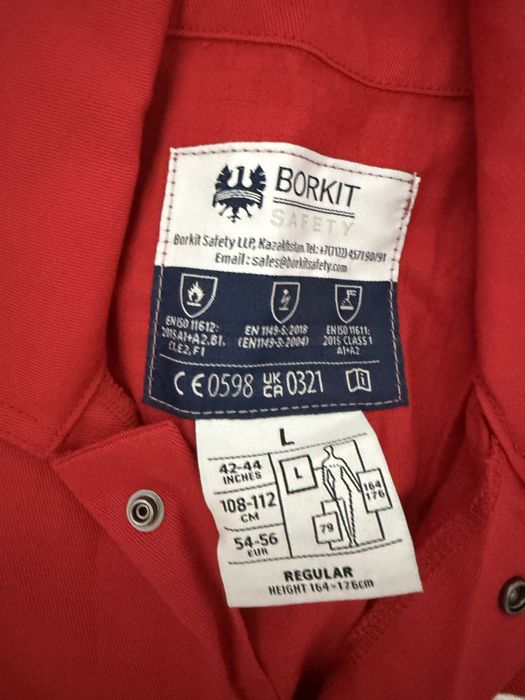 BORKIT
SAFETY
Borkit Safety LLP, Kazakhstan. Tel: +7(7122) 457190/91
Email: sales@borkitsafety.com
EN ISO 11612:
2015 A1+A2, B1,
C1, E2, F1
EN 1149-5:2018
(EN1149-5:2004)
EN ISO 11611:
2015 CLASS 1
A1+A2
CE 0598 UK CA 0321 i
L
42-44
INCHES
108-112
CM
54-56
EUR
L
164
176
79
REGULAR
HEIGHT 164-176cm